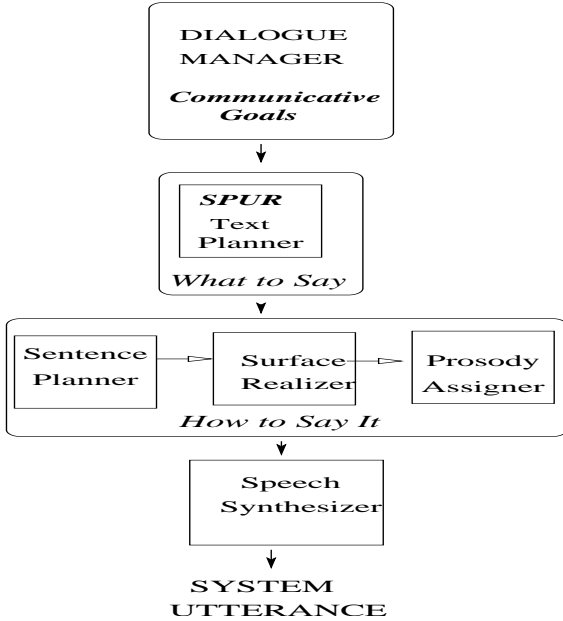 DIALOGUE
MANAGER
Communicative
Goals
SPUR
Text
Planner
What to Say
Sentence
Planner
Surface
Realizer
Prosody
Assigner
How to Say It
Speech
Synthesizer
SYSTEM
UTTERANCE